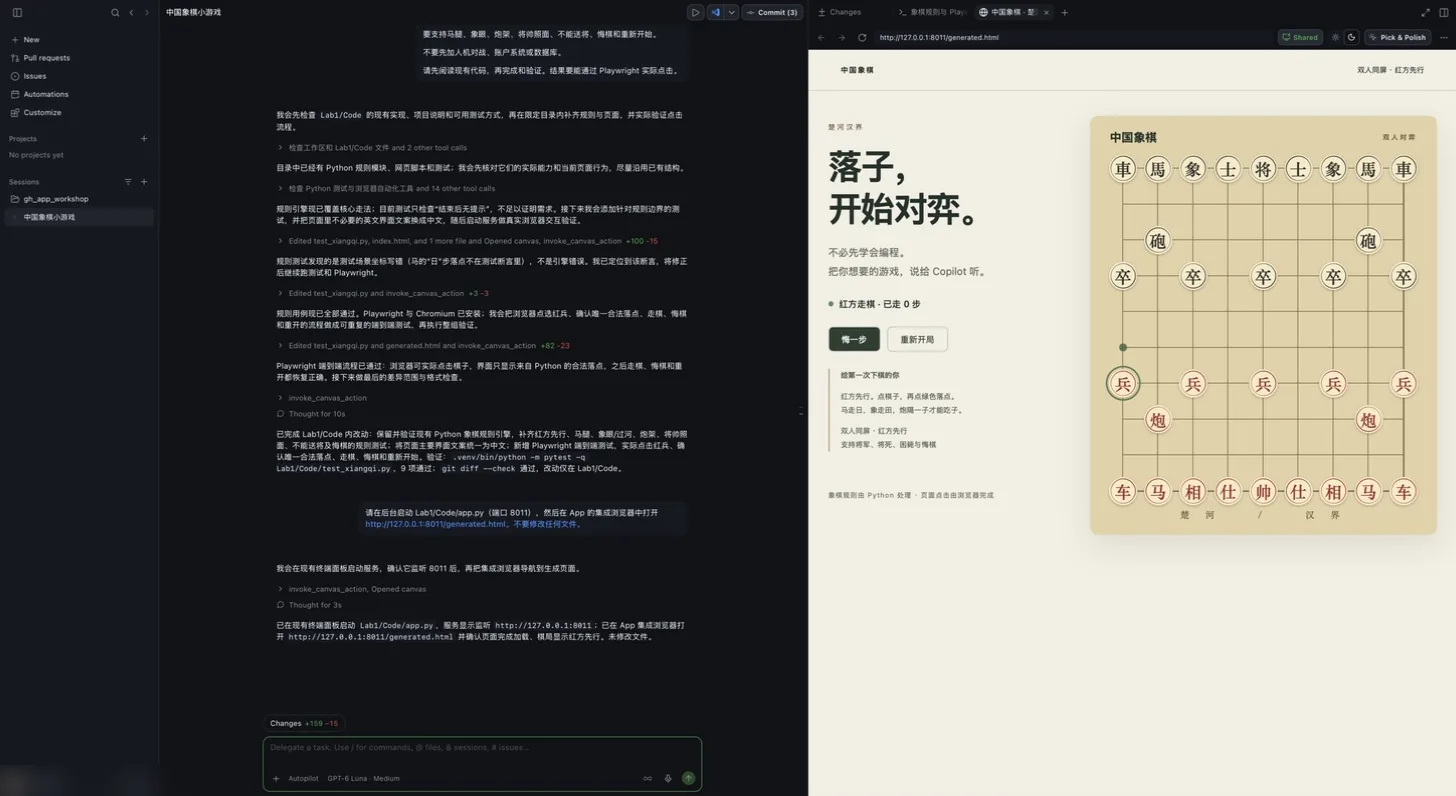 中国象棋小游戏
Commit (3)
New
Pull requests
Issues
Automations
Customize
Projects
No projects yet
Sessions
gh_app_workshop
中国象棋小游戏
要支持马腿、象眼、炮架、将帅照面、不能送将、悔棋和重新开局。
不要先加人机对战、账户系统或数据库。
请先阅读现有代码，再完成和验证。结果要能通过 Playwright 实际点击。
我会先检查 Lab1/Code 的现有实现、项目说明和可用测试方式，再在限定目录内补齐规则与页面，并实际验证点击
流程。
检查工作区和 Lab1/Code 文件 and 2 other tool calls
目录中已经有 Python 规则模块、网页脚本和测试；我会先核对它们的实际能力和当前页面行为，尽量沿用已有结构。
检查 Python 测试与浏览器自动化工具 and 14 other tool calls
规则引擎现已覆盖核心走法；目前测试只检查“结束后无提示”，不足以证明需求。接下来我会添加针对规则边界的测
试，并把页面里不必要的英文界面文案换成中文，随后启动服务做真实浏览器交互验证。
Edited test_xiangqi.py, index.html, and 1 more file and Opened canvas, invoke_canvas_action +100 -15
规则测试发现的是测试场景坐标写错（马的“日”步落点不在测试断言里），不是引擎错误。我已定位到该断言，将修正
后继续跑测试和 Playwright。
Edited test_xiangqi.py and invoke_canvas_action +3 -3
规则用例现已全部通过。Playwright 与 Chromium 已安装；我会把浏览器点选红兵、确认唯一合法落点、走棋、悔棋
和重开的流程做成可重复的端到端测试，再执行整组验证。
Edited test_xiangqi.py and generated.html and invoke_canvas_action +82 -23
Playwright 端到端流程已通过：浏览器可实际点击棋子，界面只显示来自 Python 的合法落点，之后走棋、悔棋和重
开都恢复正确。接下来做最后的差异范围与格式检查。
invoke_canvas_action
Thought for 10s
已完成 Lab1/Code 内改动：保留并验证现有 Python 象棋规则引擎，补齐红方先行、马腿、象眼/过河、炮架、将帅照
面、不能送将及悔棋的规则测试；将页面主要界面文案统一为中文；新增 Playwright 端到端测试，实际点击红兵、确
认唯一合法落点、走棋、悔棋和重新开局。验证：.venv/bin/python -m pytest -q
Lab1/Code/test_xiangqi.py，9 项通过；git diff --check 通过，改动仅在 Lab1/Code。
请在后台启动 Lab1/Code/app.py（端口 8011），然后在 App 的集成浏览器中打开
http://127.0.0.1:8011/generated.html。不要修改任何文件。
我会在现有终端面板启动服务，确认它监听 8011 后，再把集成浏览器导航到生成页面。
invoke_canvas_action, Opened canvas
Thought for 3s
已在现有终端面板启动 Lab1/Code/app.py，服务显示监听 http://127.0.0.1:8011；已在 App 集成浏览器打
开 http://127.0.0.1:8011/generated.html 并确认页面完成加载、棋局显示红方先行。未修改文件。
Changes +159 -15
Delegate a task. Use / for commands, @ files, & sessions, # issues...
Autopilot GPT-6 Luna · Medium
Changes
象棋规则与 Play
中国象棋 · 楚
http://127.0.0.1:8011/generated.html
Shared
Pick & Polish
中国象棋
双人同屏 · 红方先行
楚河汉界
落子，
开始对弈。
不必先学会编程。
把你想要的游戏，说给 Copilot 听。
红方走棋 · 已走 0 步
悔一步
重新开局
给第一次下棋的你
红方先行。点棋子，再点绿色落点。
马走日，象走田，炮隔一子才能吃子。
双人同屏 · 红方先行
支持将军、将死、困毙与悔棋
象棋规则由 Python 处理 · 页面点击由浏览器完成
中国象棋
双人对弈
車 馬 象 士 将 士 象 馬 車
砲 砲
卒 卒 卒 卒 卒
兵 兵 兵 兵 兵
炮 炮
车 马 相 仕 帅 仕 相 马 车
楚 河 / 汉 界